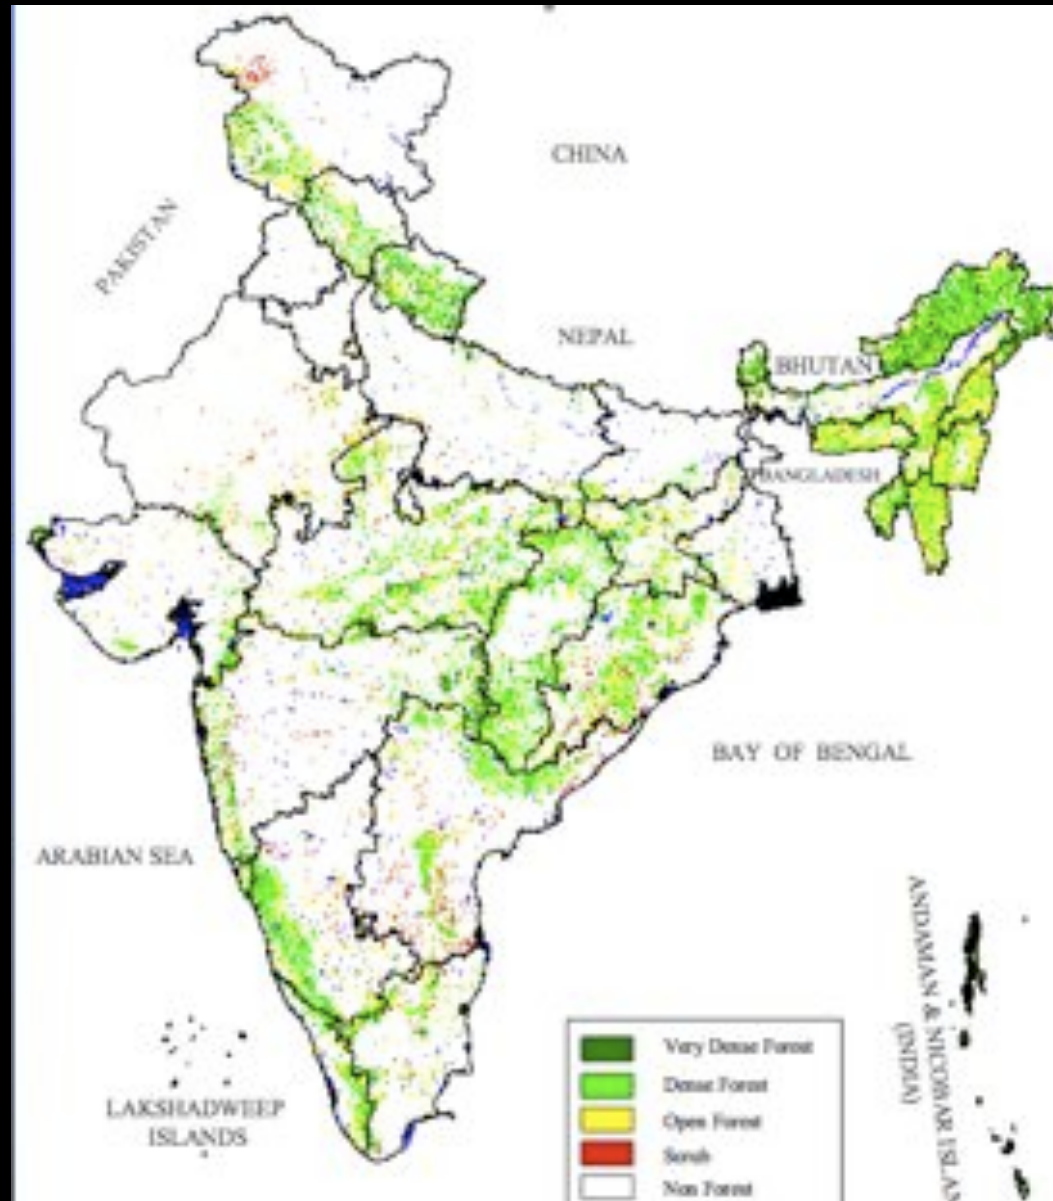 CHINA
PAKISTAN
NEPAL
BHUTAN
BANGLADESH
BAY OF BENGAL
ARABIAN SEA
ANDAMAN & NICOBAR
(INDIA)
LAKSHADWEEP
ISLANDS
Very Dense Forest
Dense Forest
Open Forest
Scrub
Non Forest